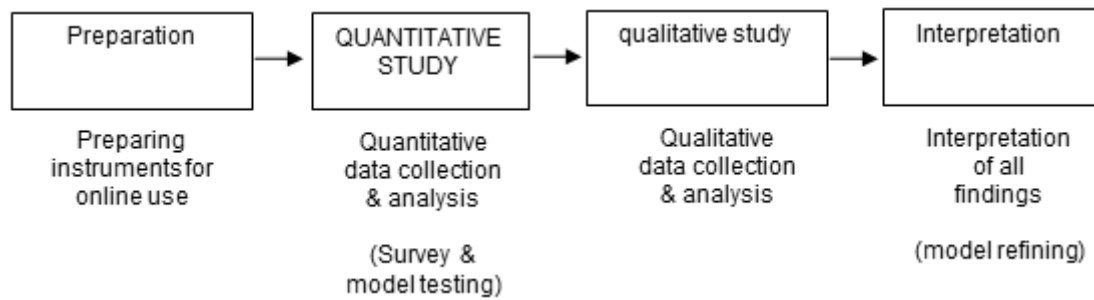 Preparation
QUANTITATIVE
STUDY
qualitative study
Interpretation
Preparing
instruments for
online use
Quantitative
data collection
& analysis
(Survey &
model testing)
Qualitative
data collection
& analysis
Interpretation
of all
findings
(model refining)